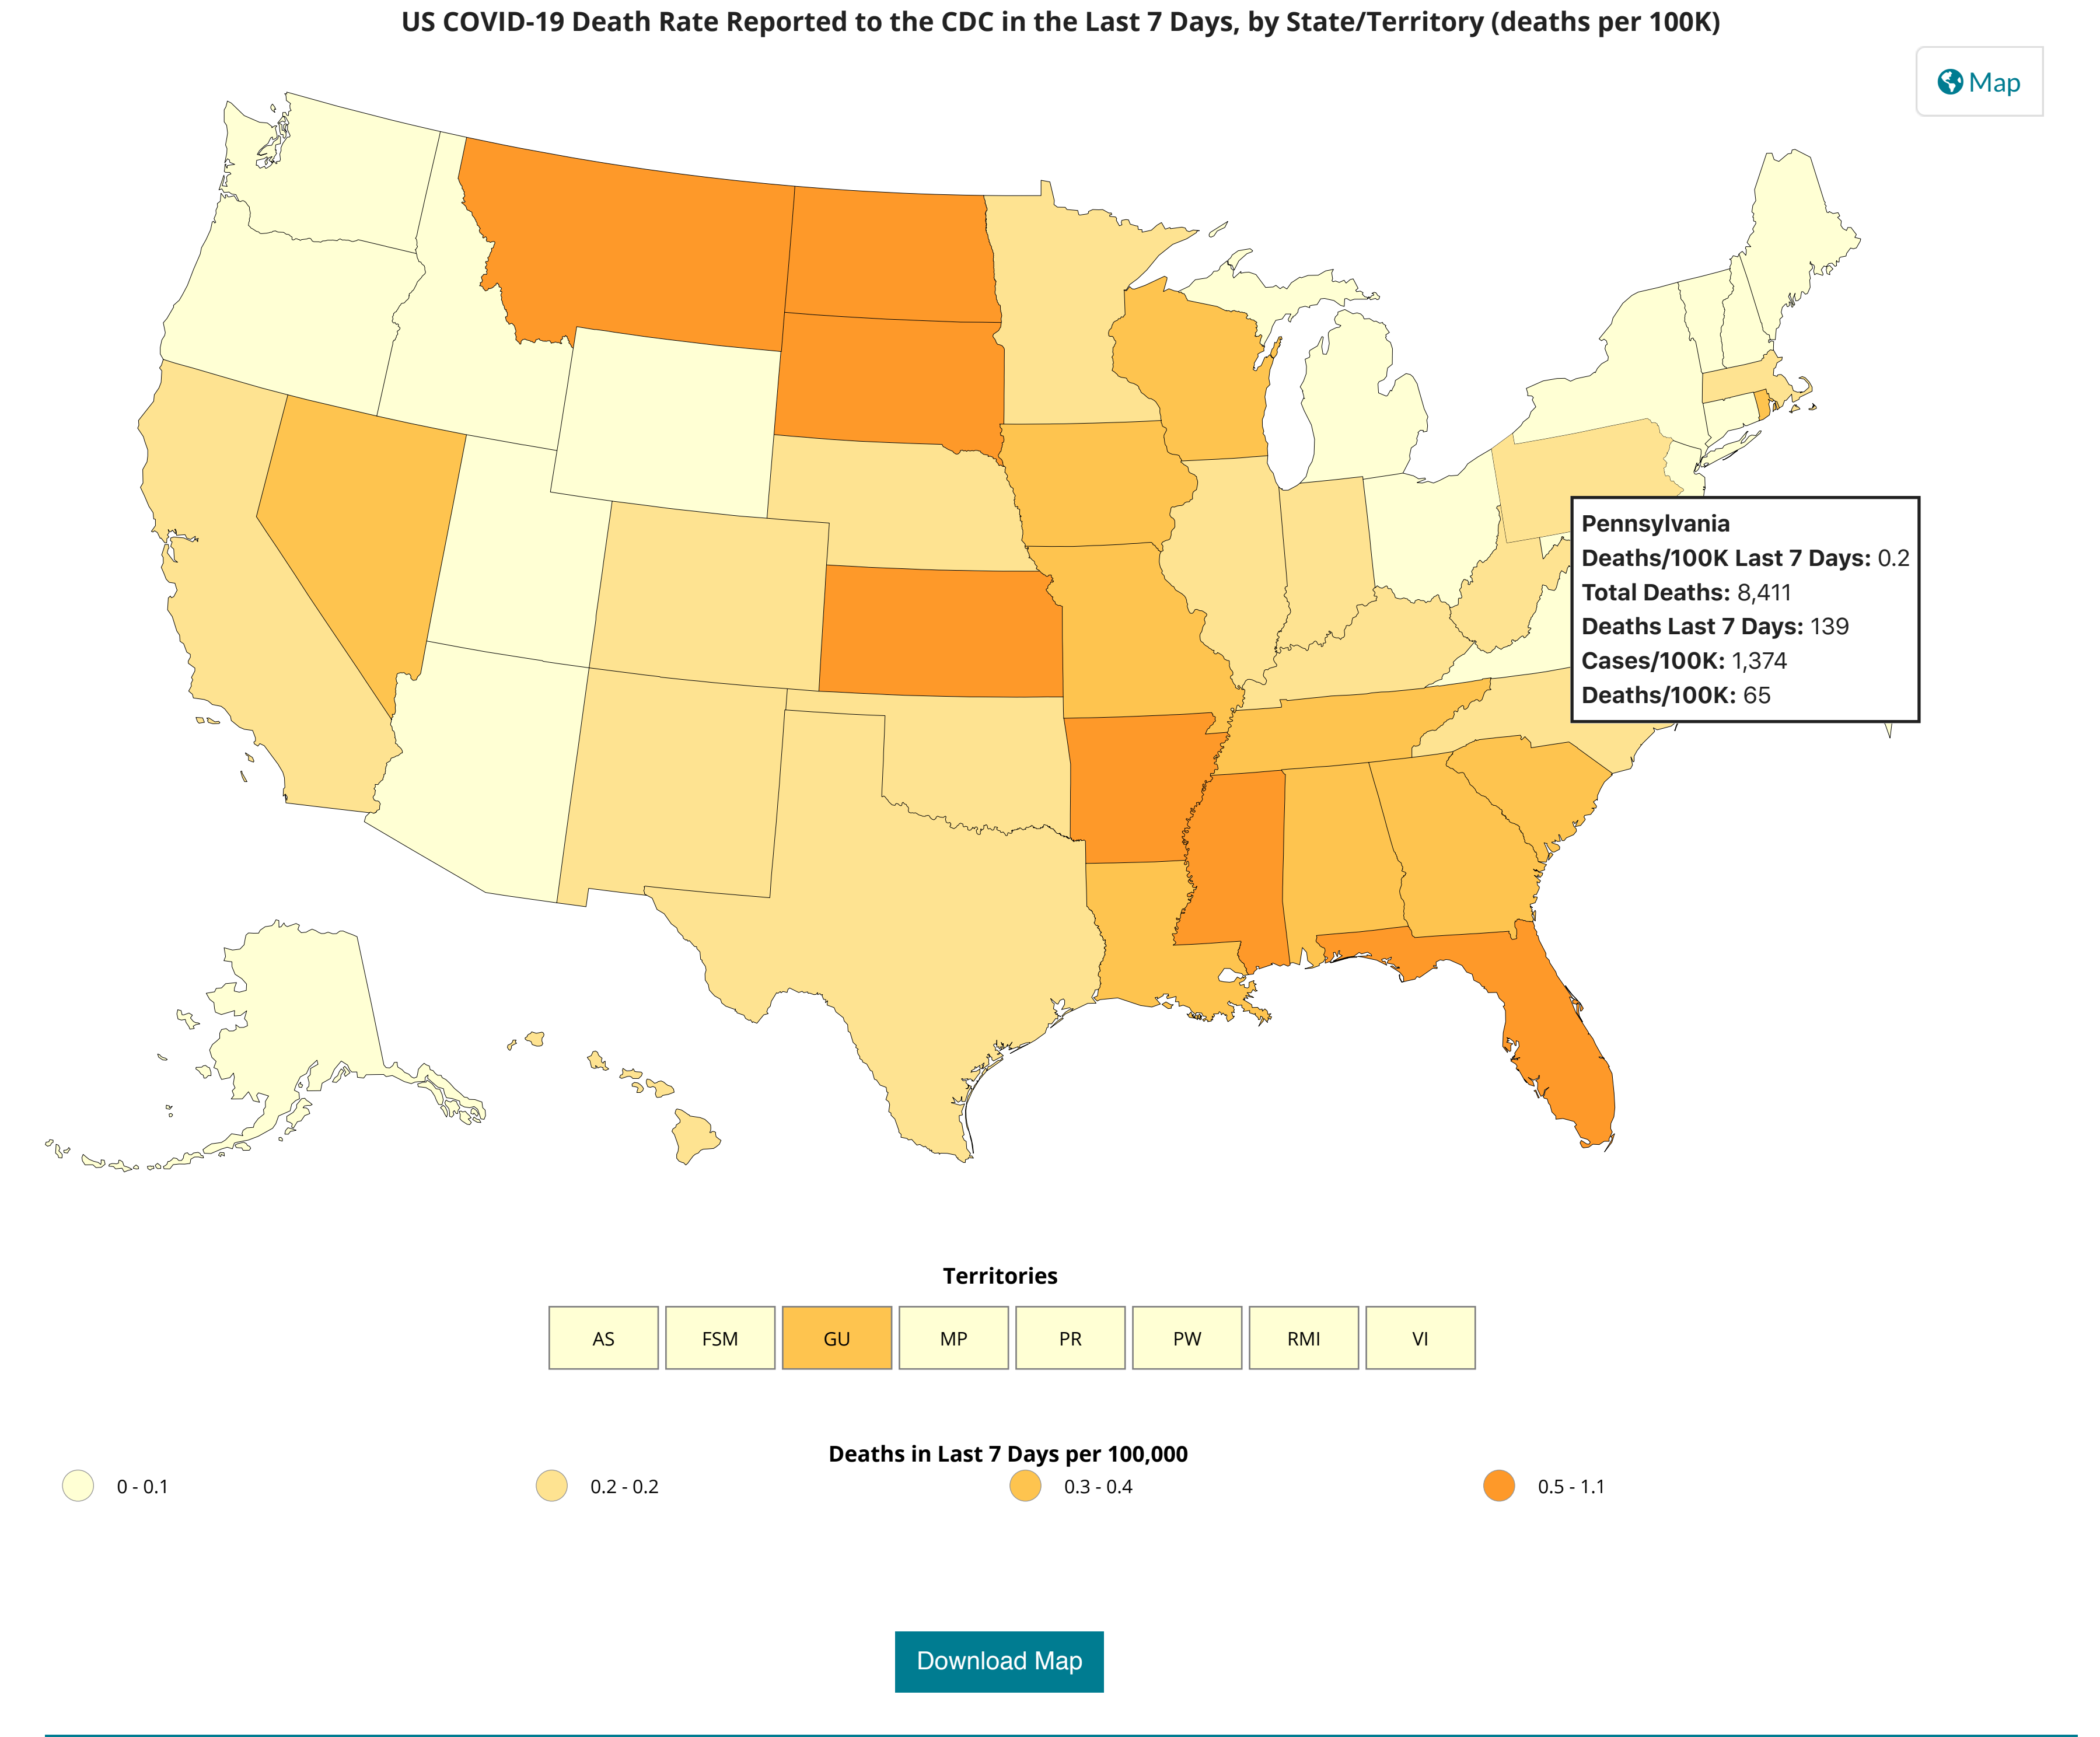 US COVID-19 Death Rate Reported to the CDC in the Last 7 Days, by State/Territory (deaths per 100K)
Map
Pennsylvania
Deaths/100K Last 7 Days: 0.2
Total Deaths: 8,411
Deaths Last 7 Days: 139
Cases/100K: 1,374
Deaths/100K: 65
Territories
AS FSM GU MP PR PW RMI VI
Deaths in Last 7 Days per 100,000
0 - 0.1 0.2 - 0.2 0.3 - 0.4 0.5 - 1.1
Download Map